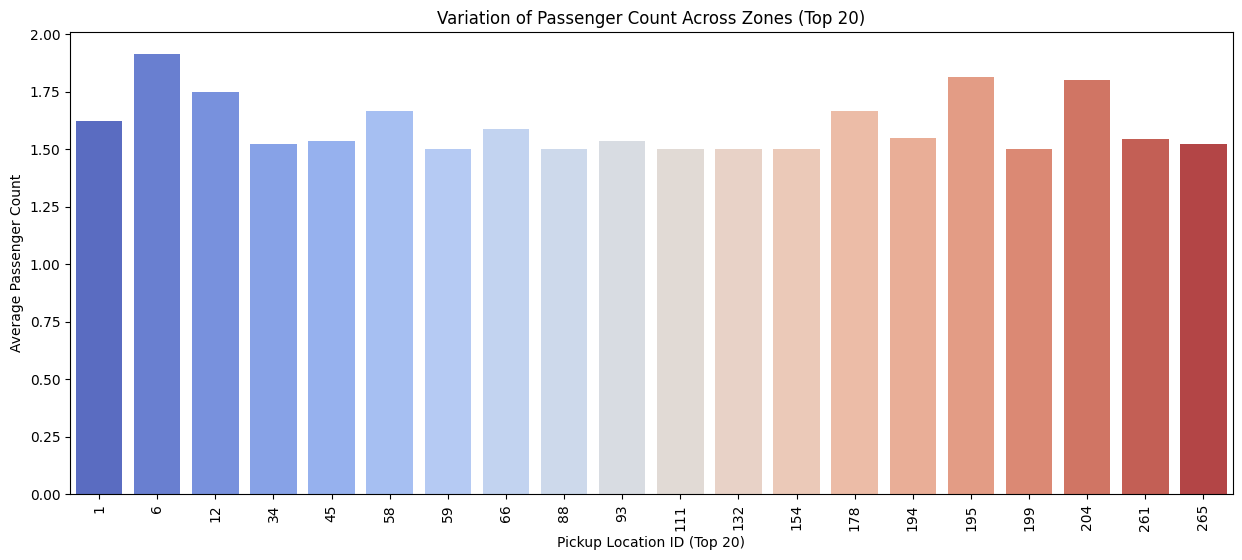 Variation of Passenger Count Across Zones (Top 20)
Average Passenger Count
2.00
1.75
1.50
1.25
1.00
0.75
0.50
0.25
0.00
1 6 12 34 45 58 59 66 88 93 111 132 154 178 194 195 199 204 261 265
Pickup Location ID (Top 20)